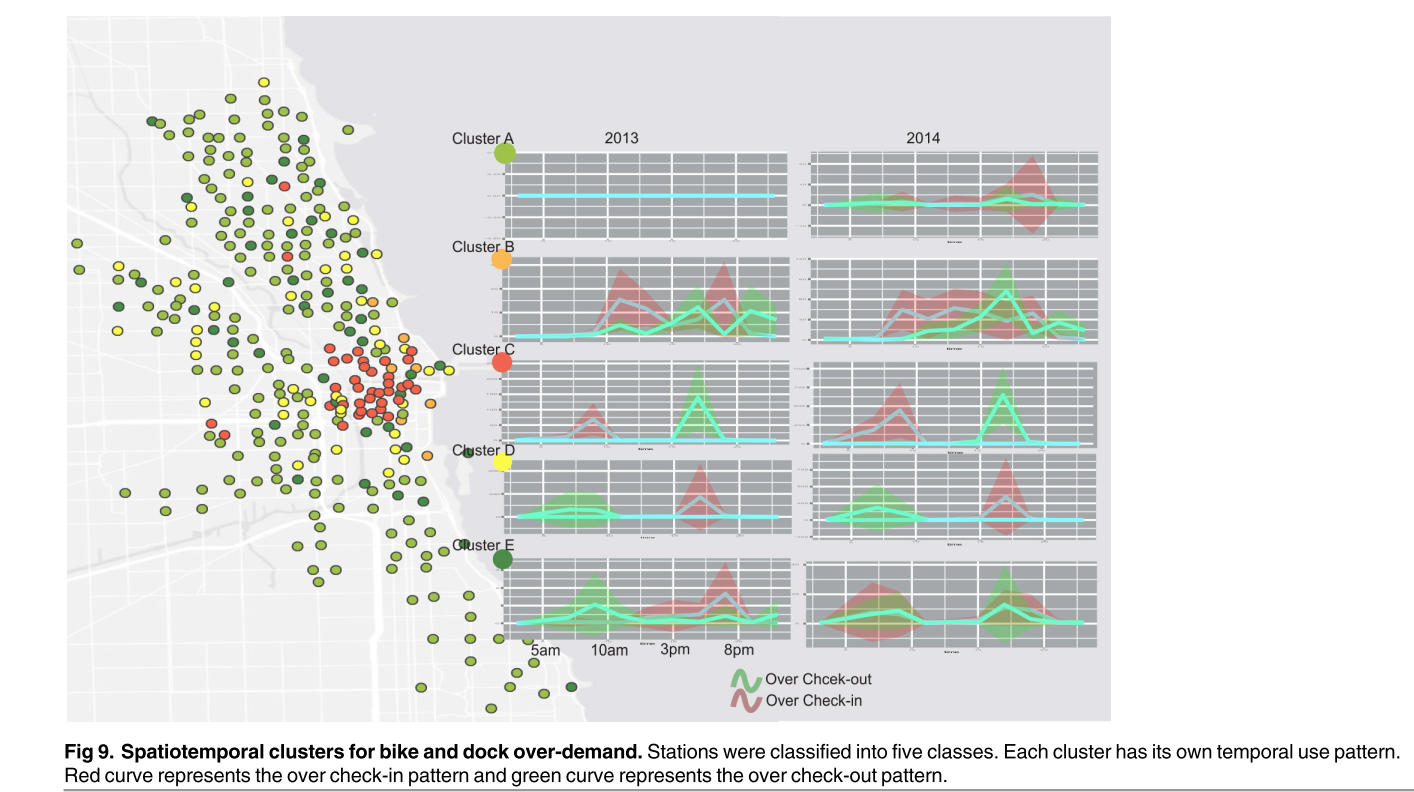 Cluster A
2013
2014
Cluster B
Cluster C
Cluster D
Cluster E
5am 10am 3pm 8pm
Over Chcek-out
Over Check-in
Fig 9. Spatiotemporal clusters for bike and dock over-demand. Stations were classified into five classes. Each cluster has its own temporal use pattern.
Red curve represents the over check-in pattern and green curve represents the over check-out pattern.